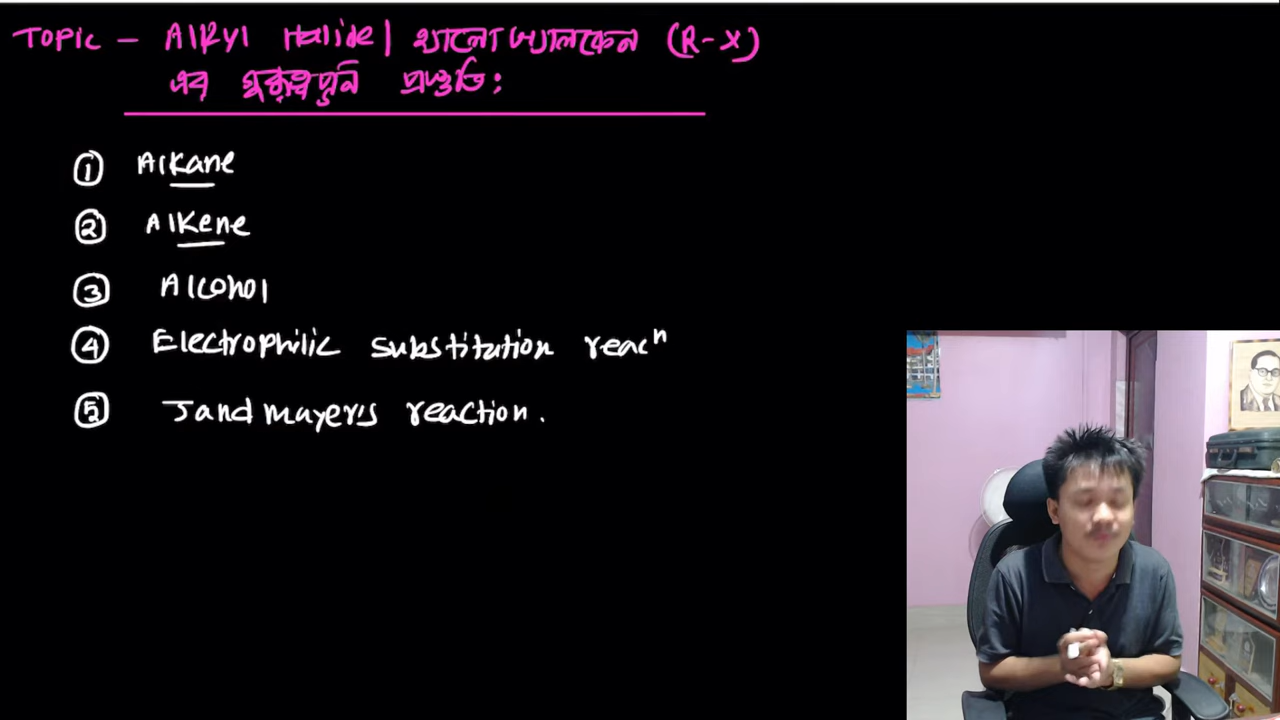 Topic - Alkyl Halide | হ্যালো অ্যালকেন (R-X)
এর গুরুত্বপূর্ণ প্রস্তুতি :
① Alkane
② Alkene
③ Alcohol
④ Electrophilic substitution reacⁿ
⑤ Sandmayer's reaction.